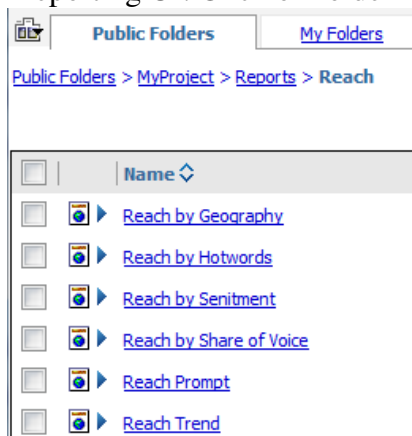 Public Folders My Folders
Public Folders > MyProject > Reports > Reach
Name
Reach by Geography
Reach by Hotwords
Reach by Senitment
Reach by Share of Voice
Reach Prompt
Reach Trend